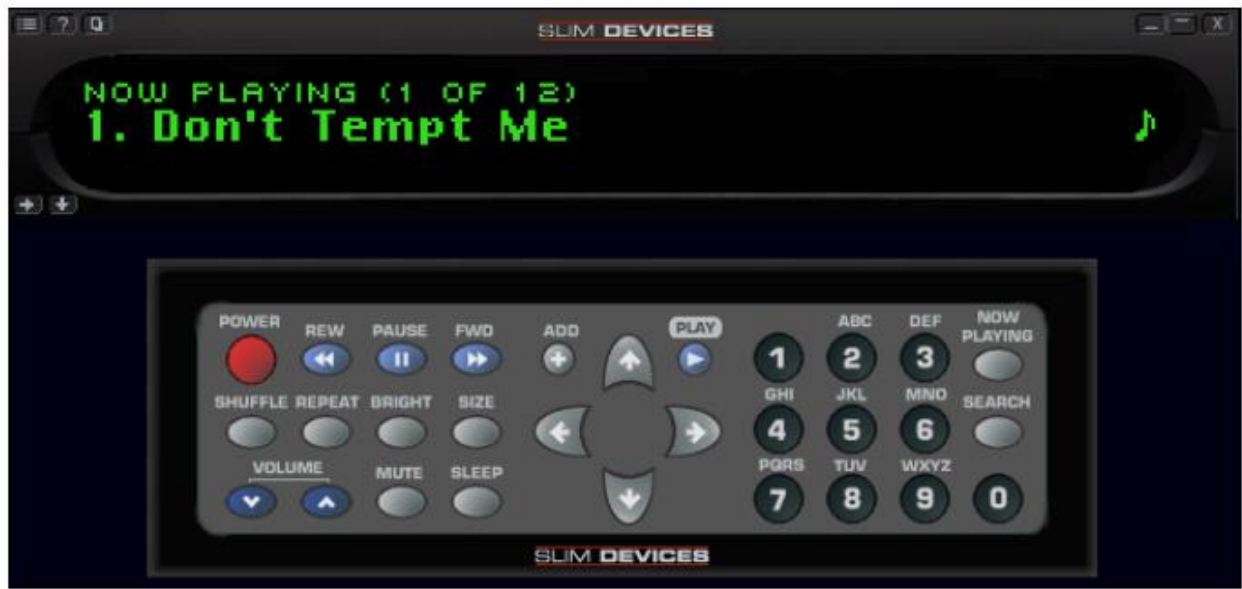 ?
X
SLIM DEVICES
NOW PLAYING (1 OF 12)
1. Don't Tempt Me
POWER REW PAUSE FWD ADD PLAY
1
ABC 2
DEF 3
NOW PLAYING
SHUFFLE REPEAT BRIGHT SIZE
GHI 4
JKL 5
MNO 6
SEARCH
VOLUME MUTE SLEEP
PQRS 7
TUV 8
WXYZ 9
0
SLIM DEVICES